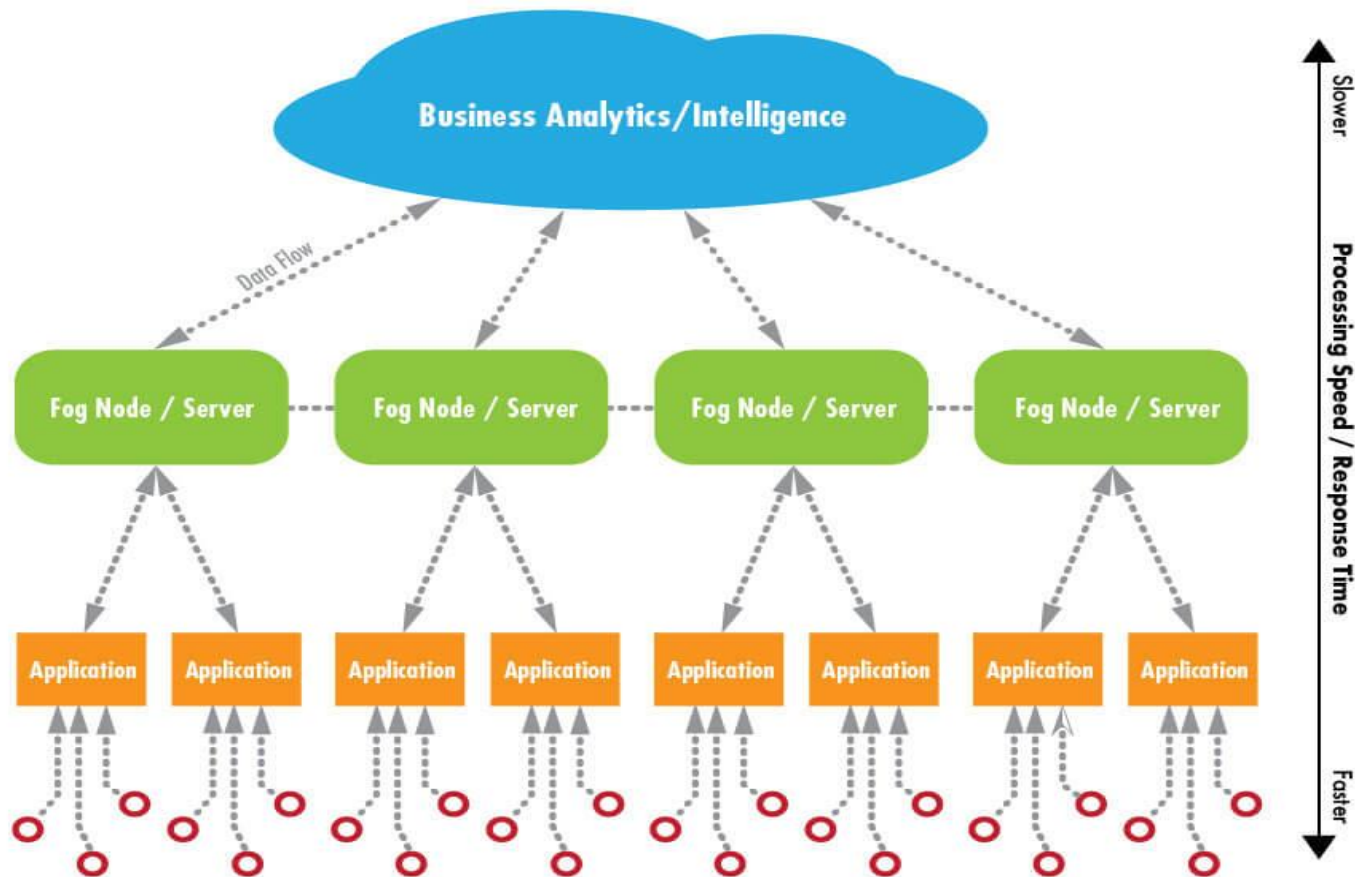 Business Analytics/Intelligence
Data Flow
Fog Node / Server
Fog Node / Server
Fog Node / Server
Fog Node / Server
Application
Application
Application
Application
Application
Application
Application
Application
Slower
Processing Speed / Response Time
Faster